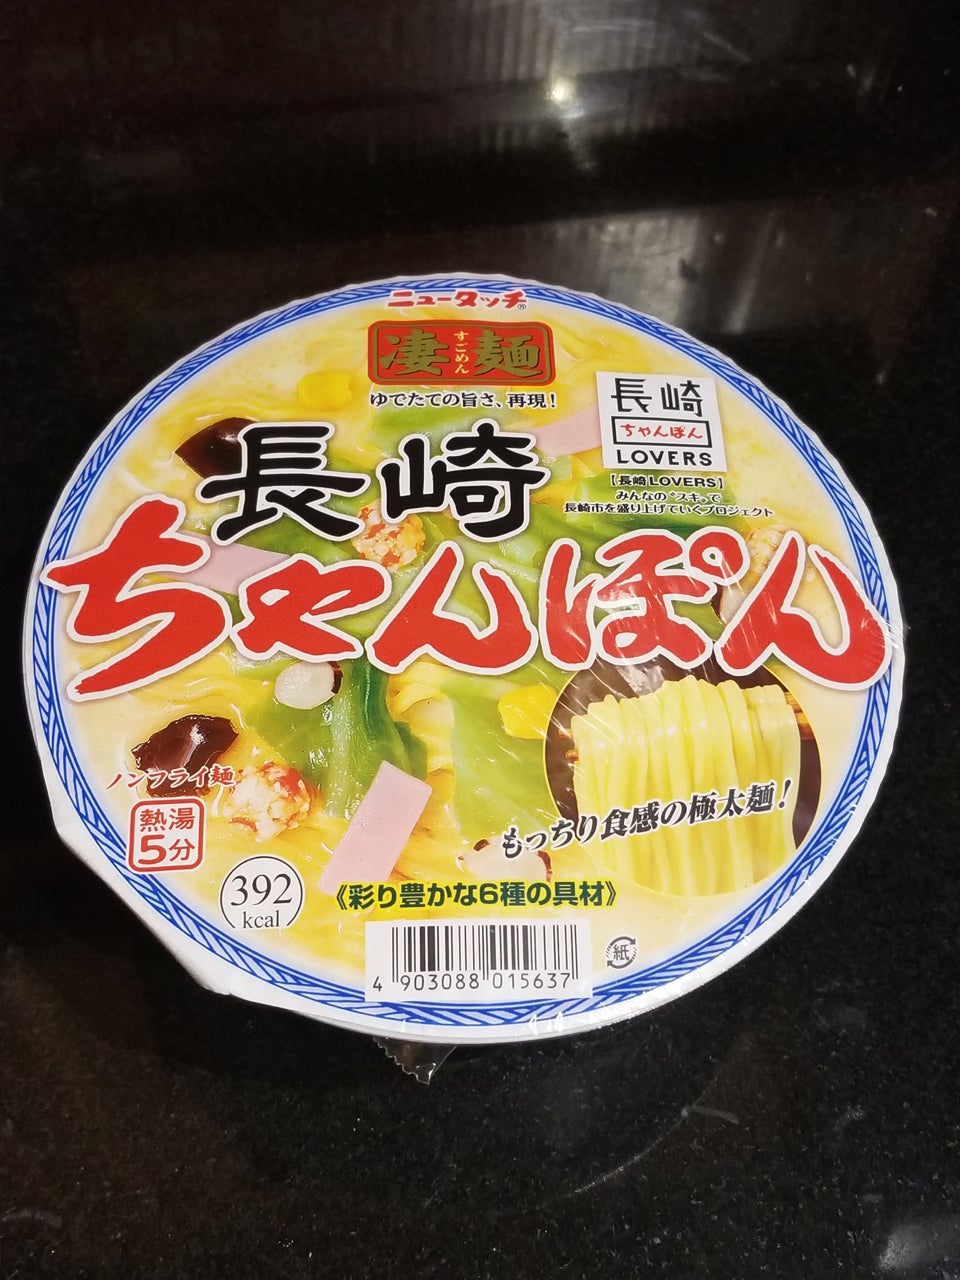 ニュータッチ®
凄麺
すごめん
ゆでたての旨さ、再現!
長崎
ちゃんぽん
LOVERS
【長崎LOVERS】
みんなの“スキ”で
長崎市を盛り上げていくプロジェクト
長崎
ちゃんぽん
ノンフライ麺
熱湯
5分
もっちり食感の極太麺!
392
kcal
《彩り豊かな6種の具材》
4 903088 015637
紙